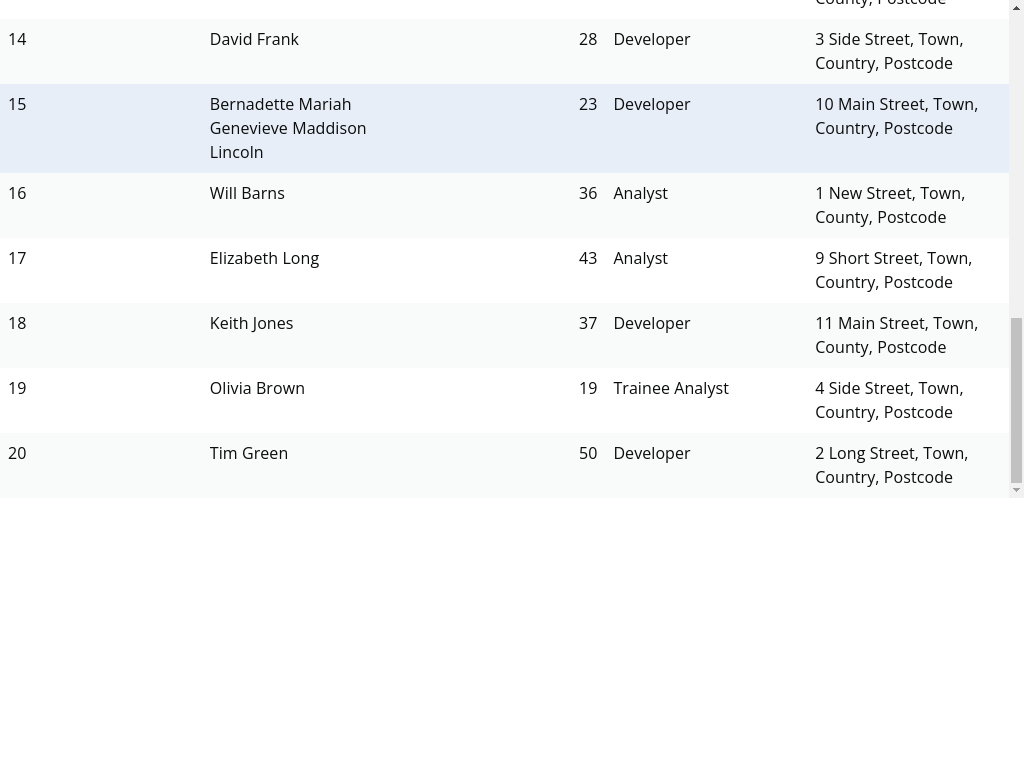 County, Postcode
14 David Frank 28 Developer 3 Side Street, Town,
Country, Postcode
15 Bernadette Mariah 23 Developer 10 Main Street, Town,
Genevieve Maddison Country, Postcode
Lincoln
16 Will Barns 36 Analyst 1 New Street, Town,
County, Postcode
17 Elizabeth Long 43 Analyst 9 Short Street, Town,
Country, Postcode
18 Keith Jones 37 Developer 11 Main Street, Town,
County, Postcode
19 Olivia Brown 19 Trainee Analyst 4 Side Street, Town,
Country, Postcode
20 Tim Green 50 Developer 2 Long Street, Town,
Country, Postcode